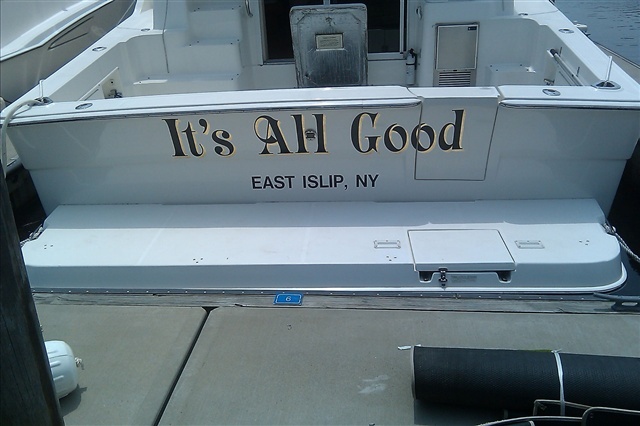 It's All Good
EAST ISLIP, NY
6